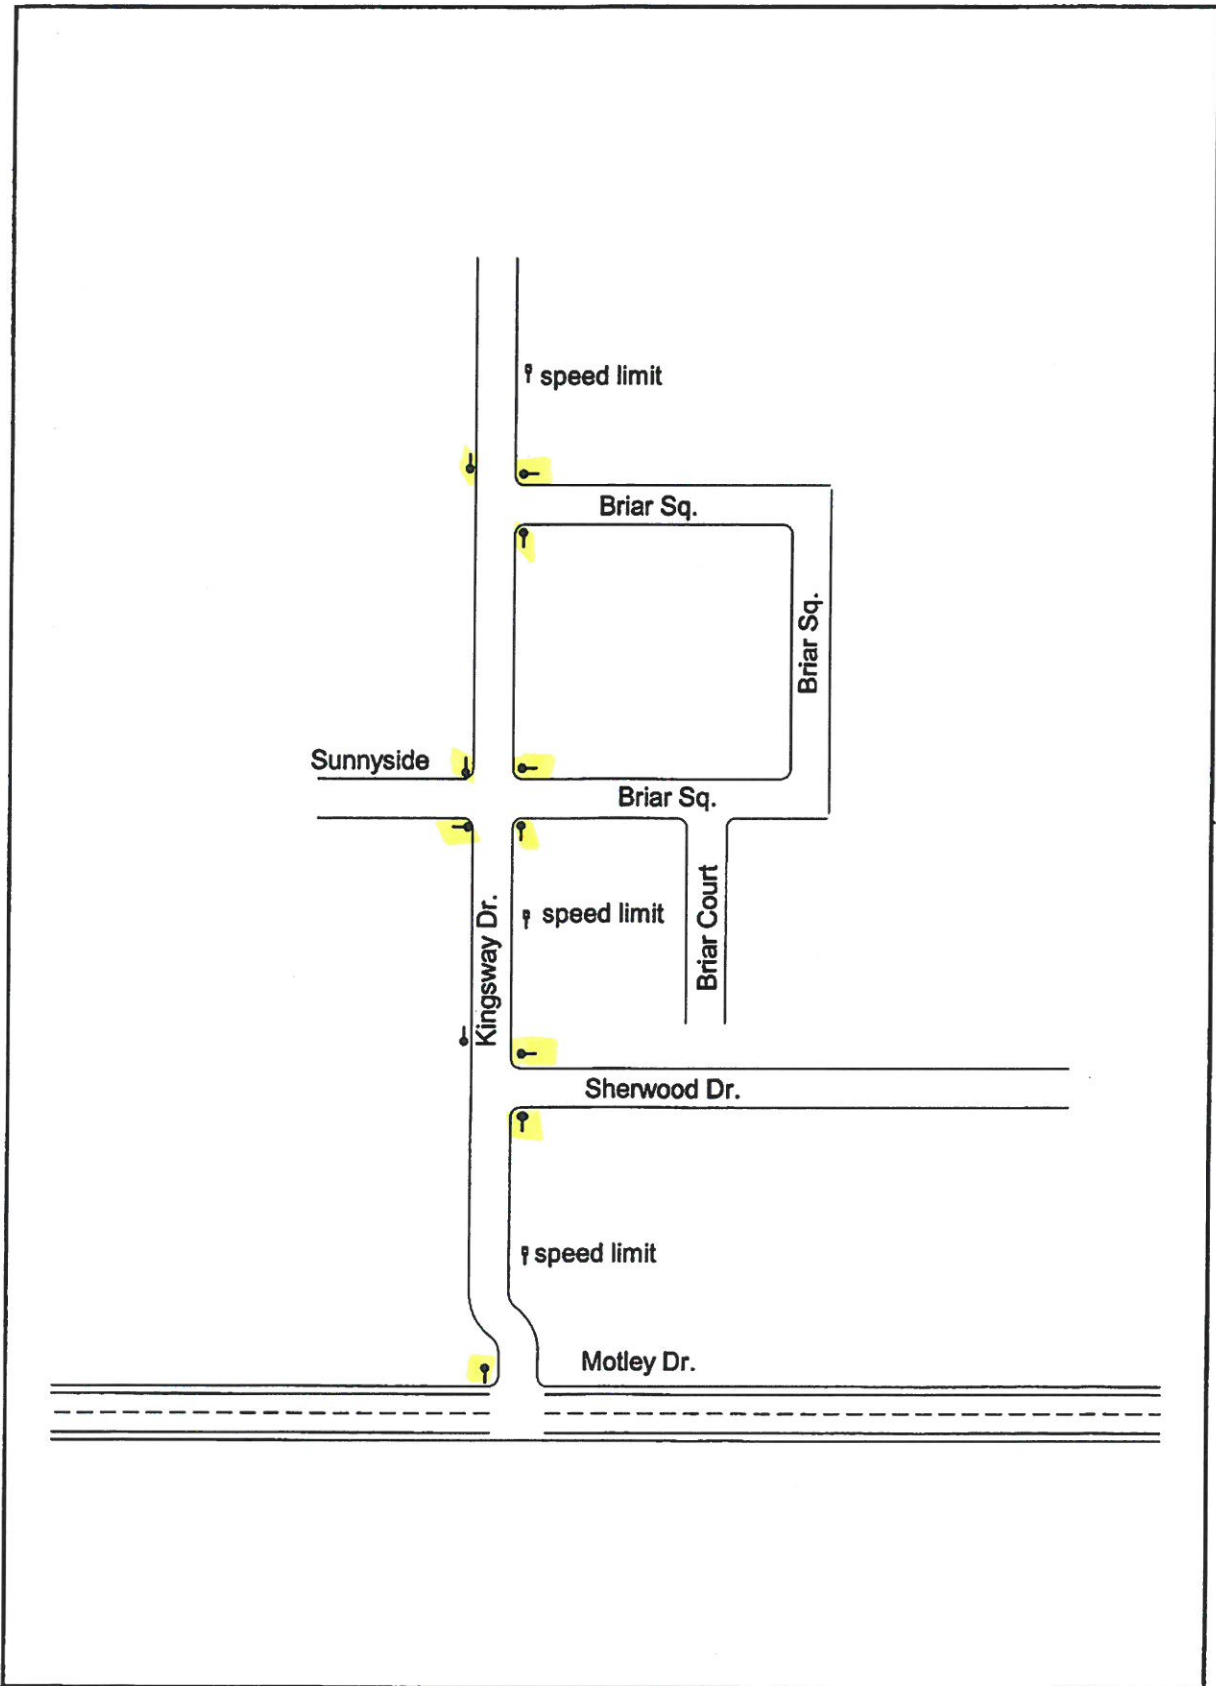 speed limit
Briar Sq.
Briar Sq.
Sunnyside
Briar Sq.
Briar Court
speed limit
Kingsway Dr.
Sherwood Dr.
speed limit
Motley Dr.